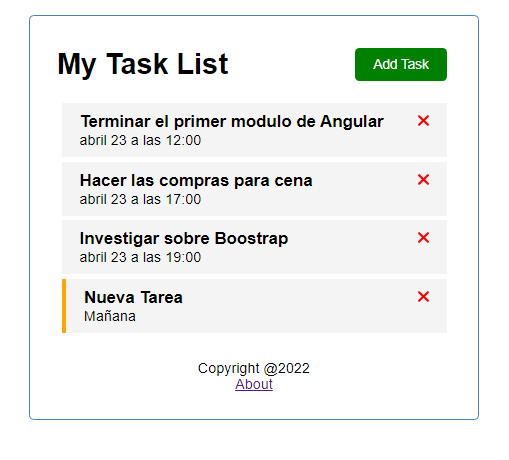 My Task List
Add Task
Terminar el primer modulo de Angular
abril 23 a las 12:00
Hacer las compras para cena
abril 23 a las 17:00
Investigar sobre Boostrap
abril 23 a las 19:00
Nueva Tarea
Mañana
Copyright @2022
About